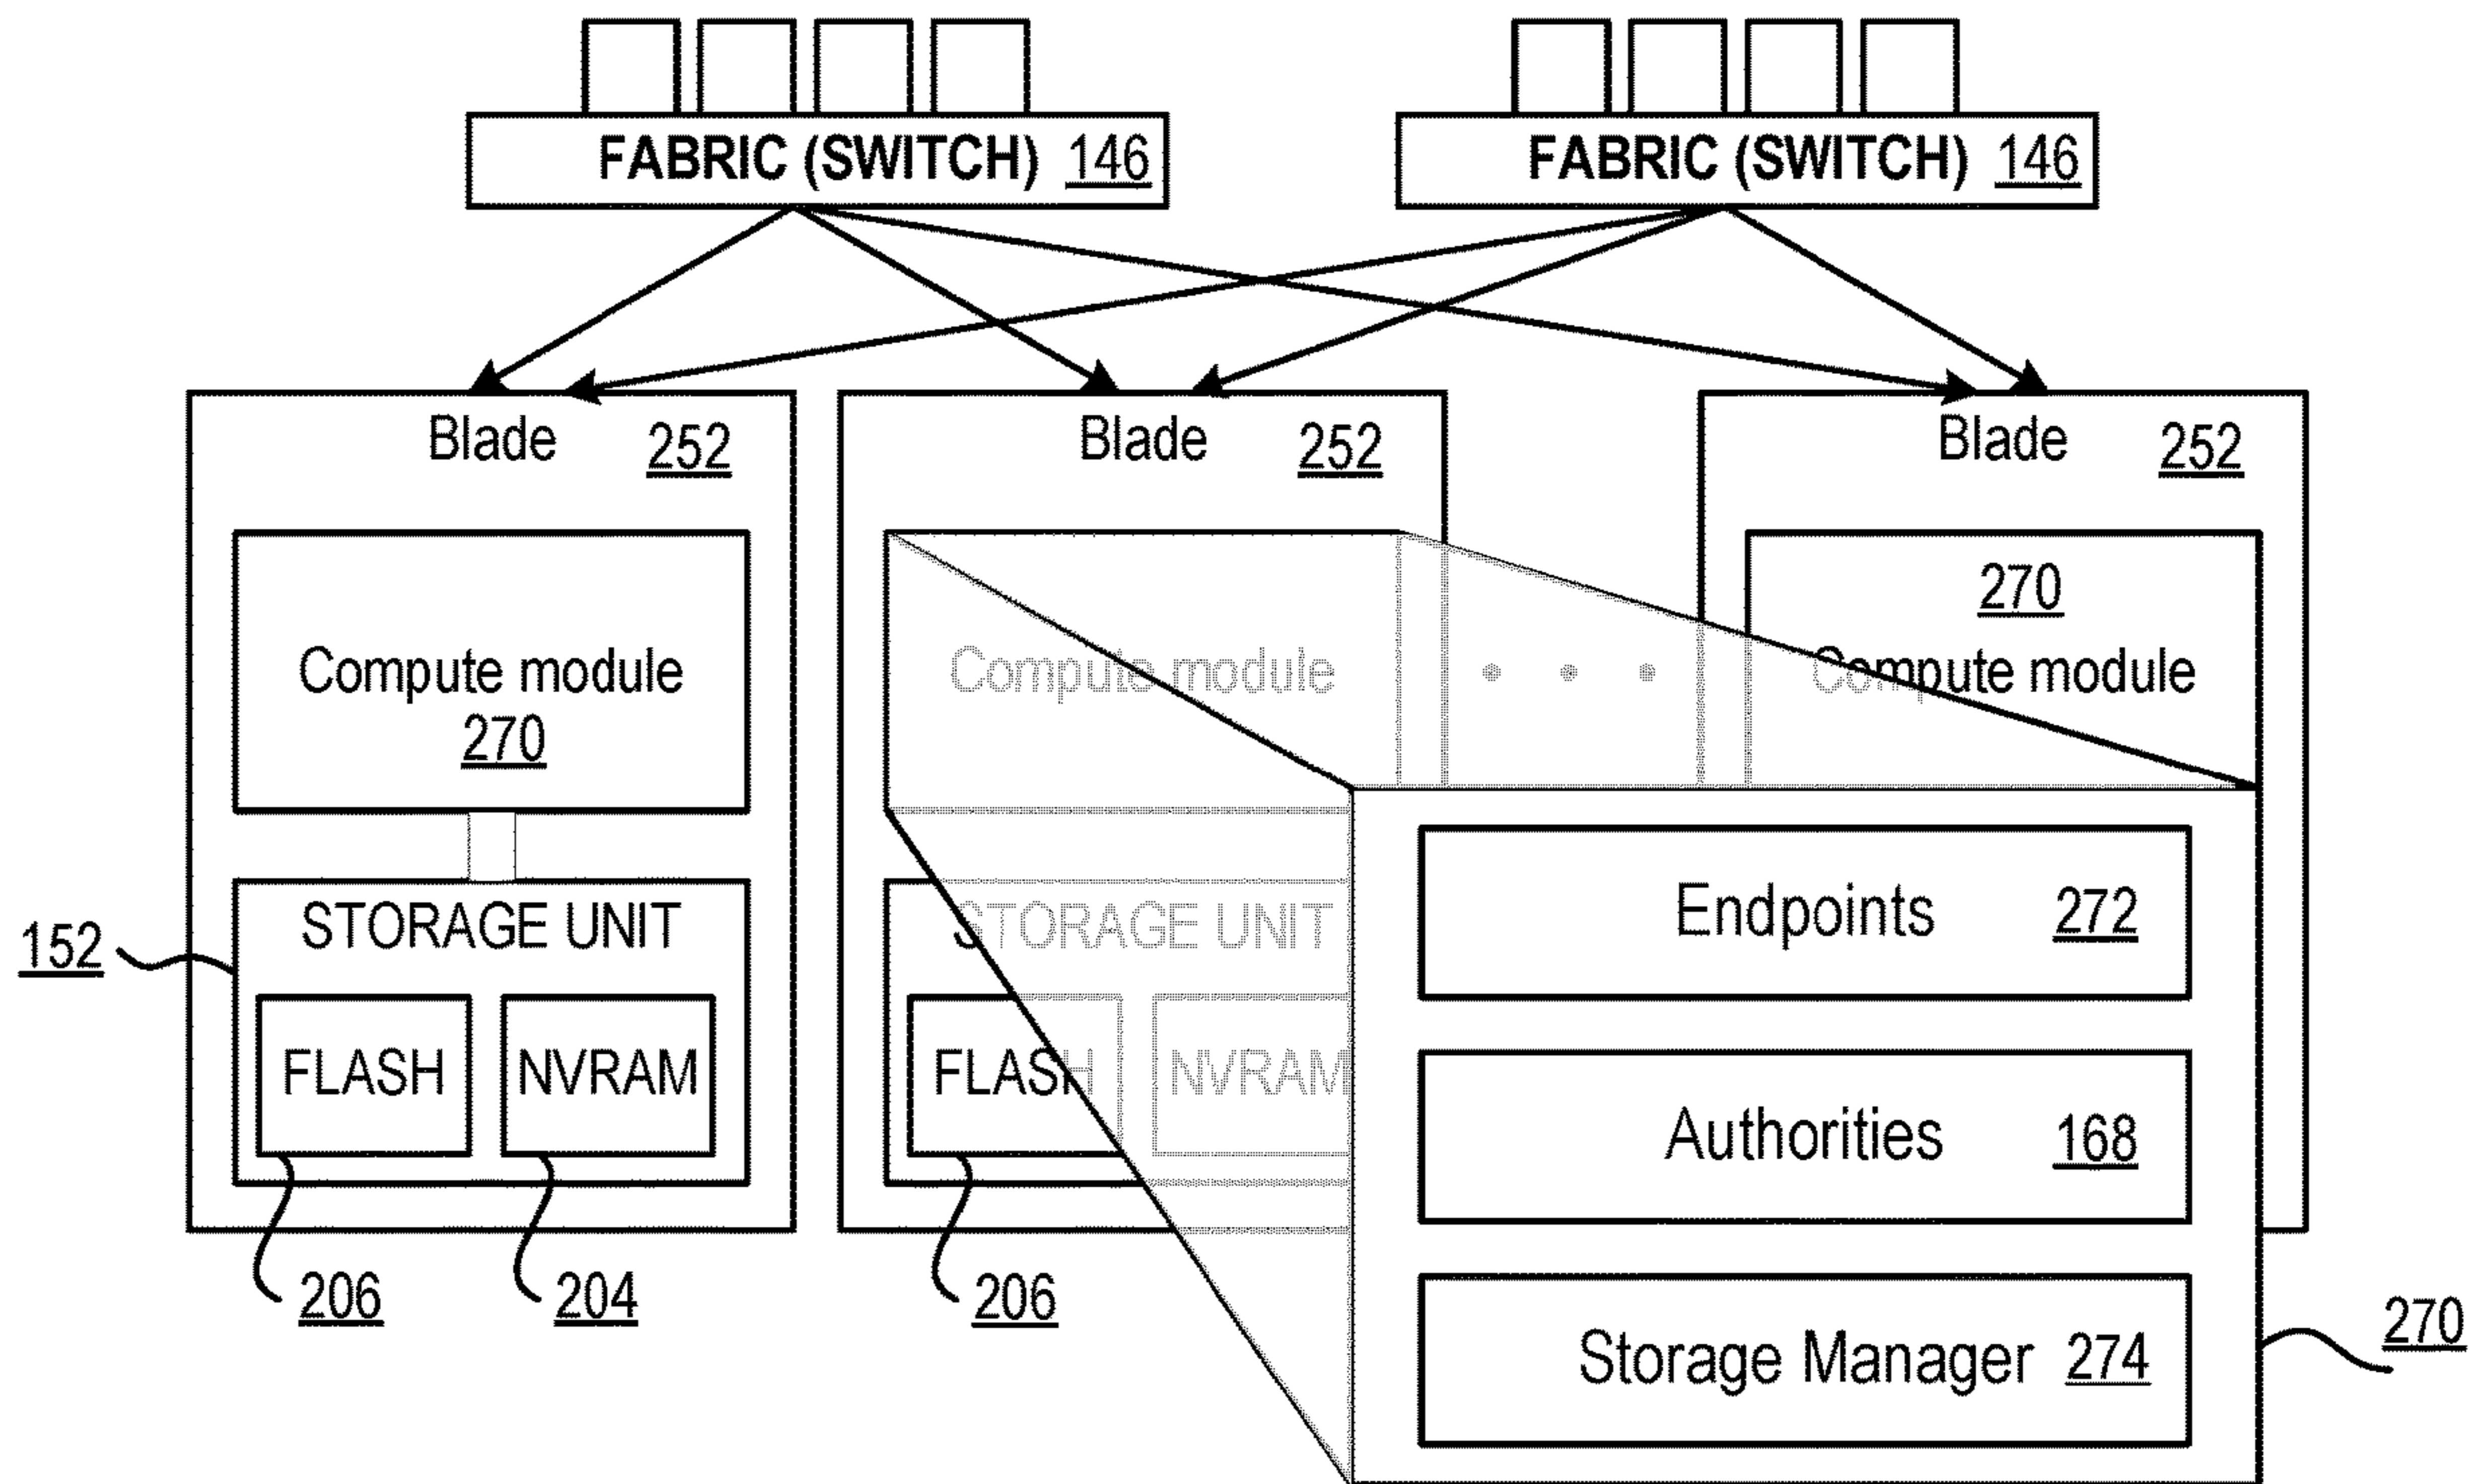 FABRIC (SWITCH) 146
FABRIC (SWITCH) 146
Blade 252
Blade 252
Blade 252
Compute module
270
Compute module
270
Compute module
STORAGE UNIT
152
FLASH
NVRAM
206
204
STORAGE UNIT
FLASH
NVRAM
206
Endpoints 272
Authorities 168
Storage Manager 274
270